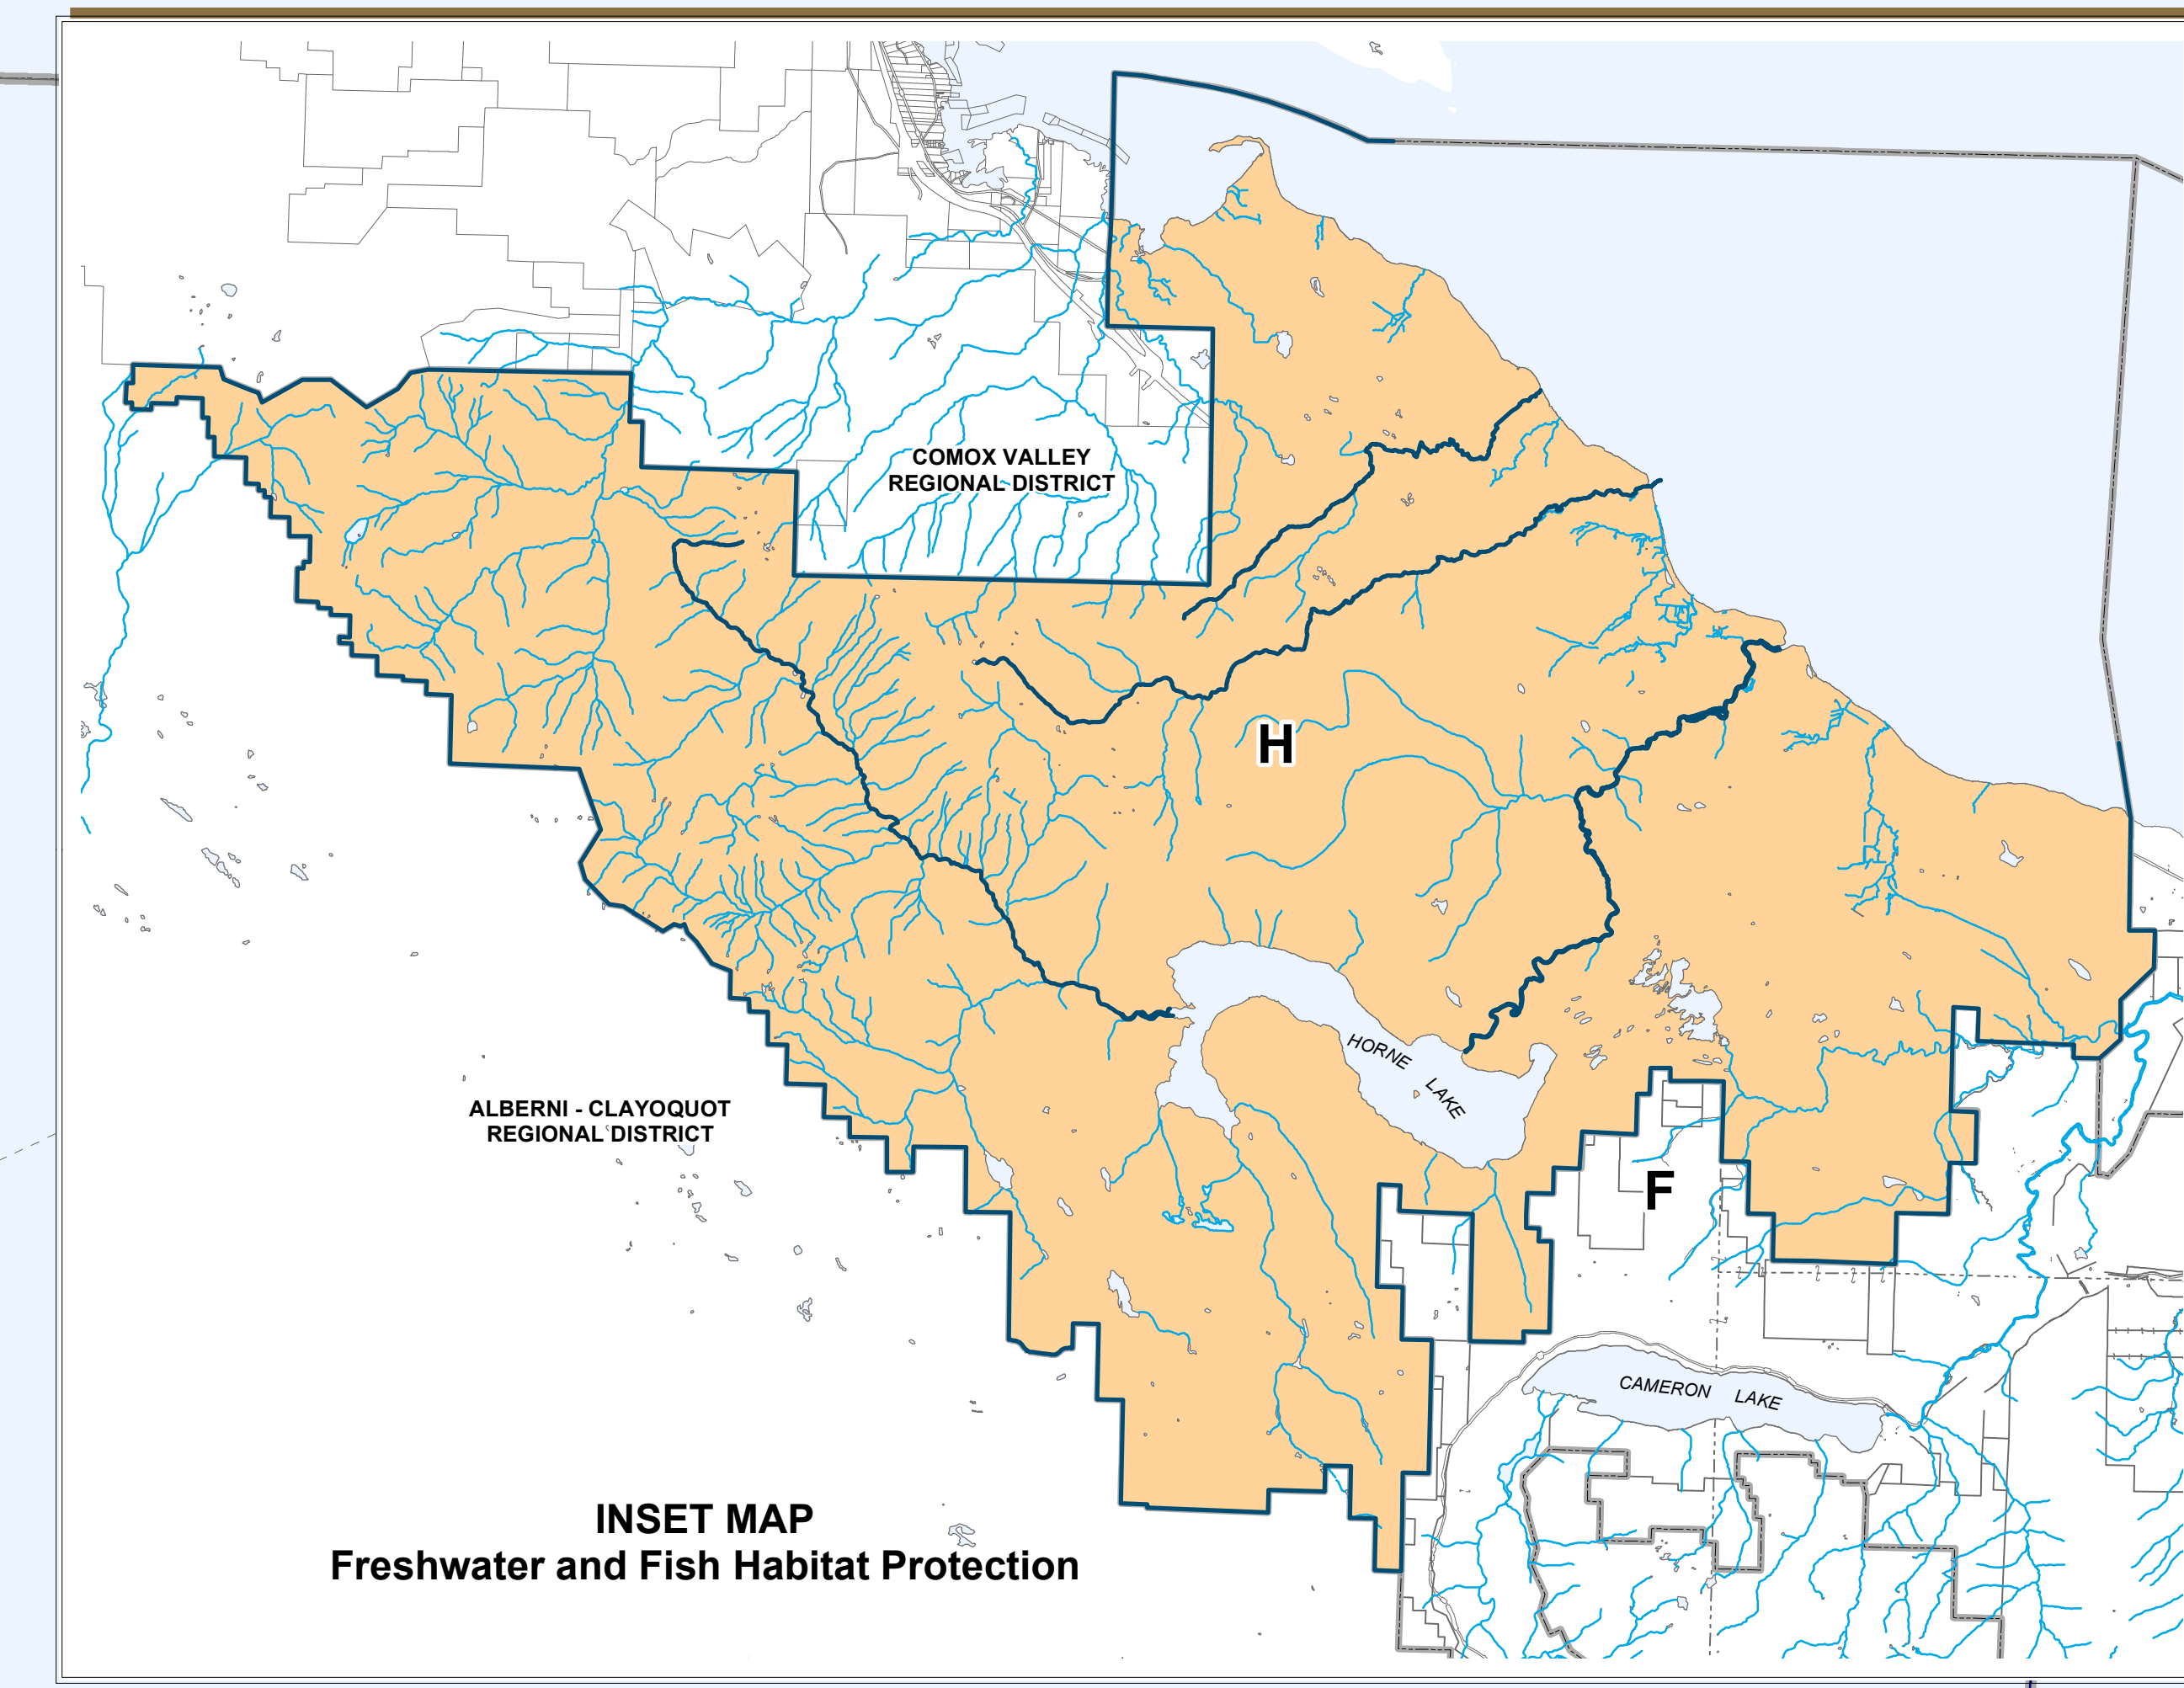 COMOX VALLEY
REGIONAL DISTRICT
H
HORNE
LAKE
ALBERNI - CLAYOQUOT
REGIONAL DISTRICT
F
CAMERON LAKE
INSET MAP
Freshwater and Fish Habitat Protection